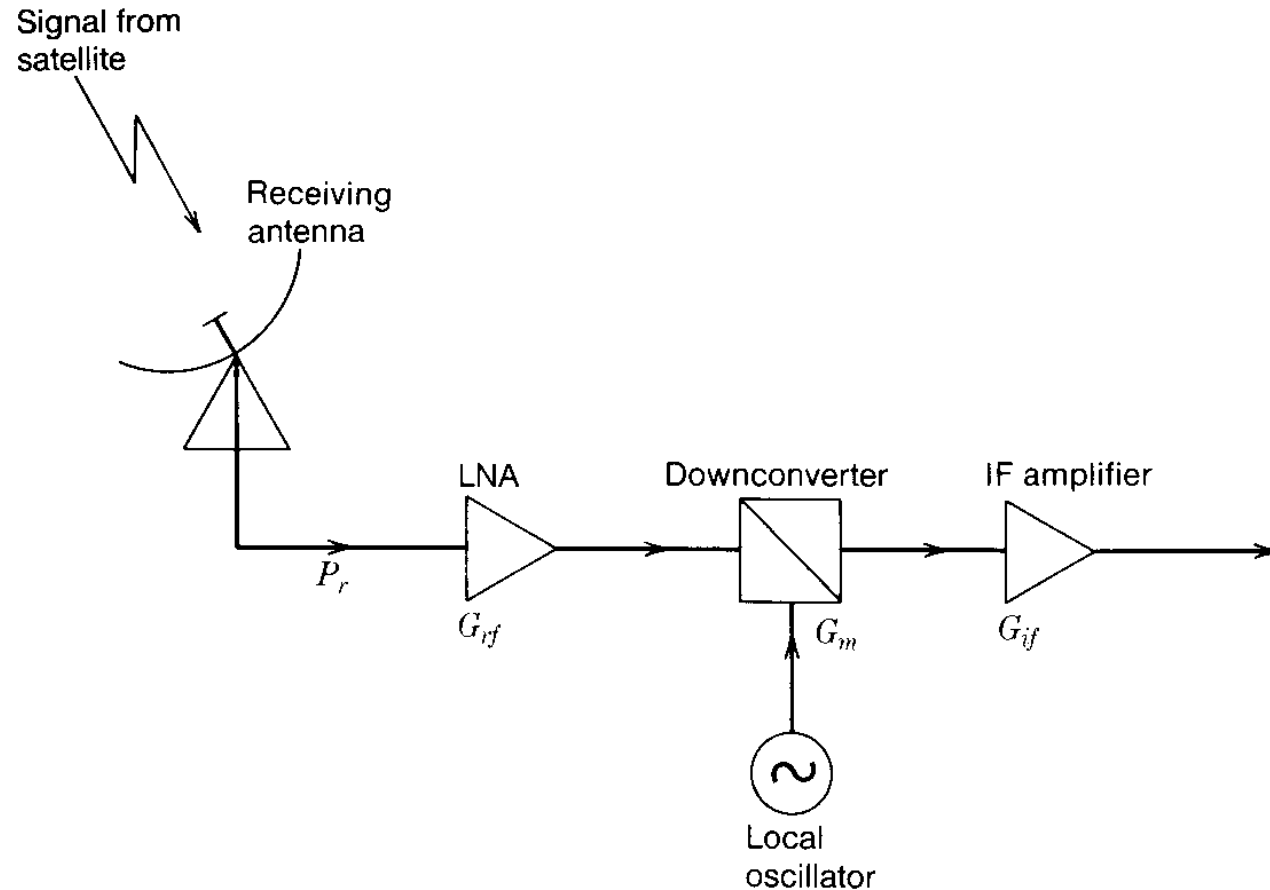 Signal from
satellite
Receiving
antenna
LNA
Downconverter
IF amplifier
P_r
G_rf
G_m
G_if
Local
oscillator